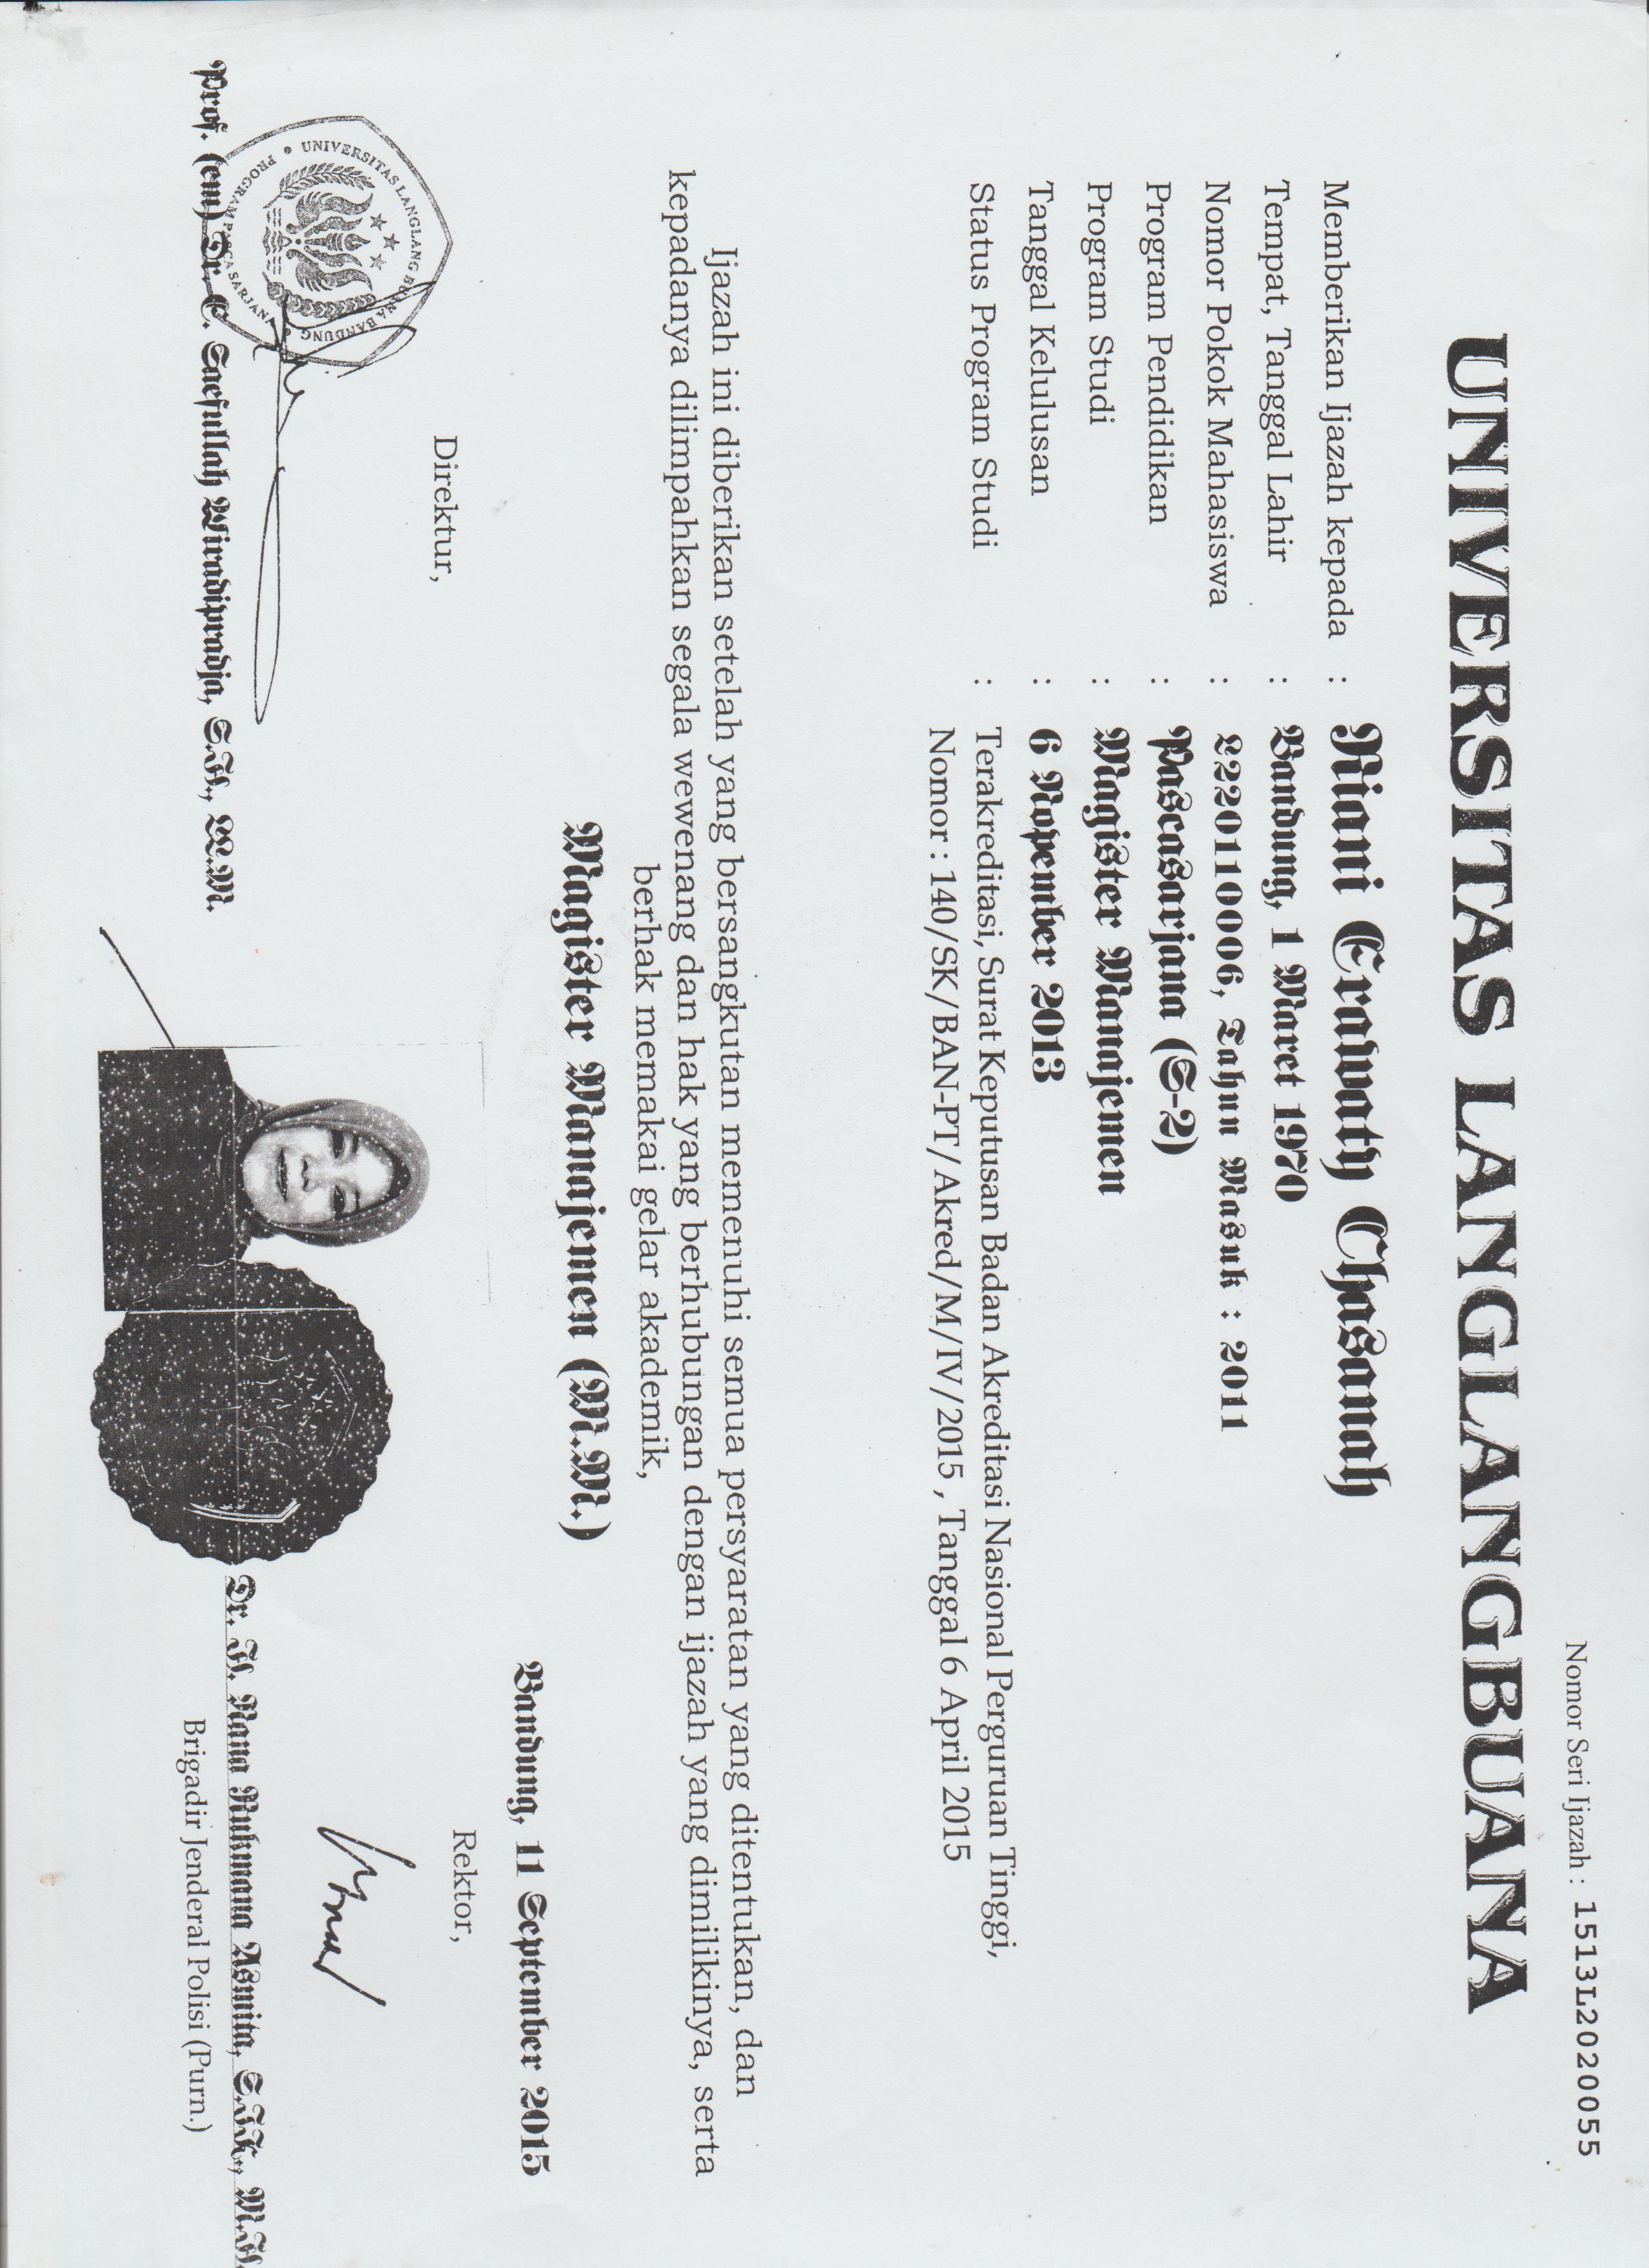 Nomor Seri Ijazah : 1513L2020055
UNIVERSITAS LANGLANGBUANA
Memberikan Ijazah kepada : Riani Erawaty Chasanah
Tempat, Tanggal Lahir : Bandung, 1 Maret 1970
Nomor Pokok Mahasiswa : L220110006, Tahun Masuk : 2011
Program Pendidikan : Pascasarjana (S-2)
Program Studi : Magister Manajemen
Tanggal Kelulusan : 6 Nopember 2013
Status Program Studi : Terakreditasi, Surat Keputusan Badan Akreditasi Nasional Perguruan Tinggi,
Nomor : 140/SK/BAN-PT/Akred/M/IV/2015 , Tanggal 6 April 2015
Ijazah ini diberikan setelah yang bersangkutan memenuhi semua persyaratan yang ditentukan, dan
kepadanya dilimpahkan segala wewenang dan hak yang berhubungan dengan ijazah yang dimilikinya, serta
berhak memakai gelar akademik,
Magister Manajemen (M.M.)
Bandung, 11 September 2015
Direktur,
Rektor,
UNIVERSITAS LANGLANG BUANA BANDUNG
PROGRAM PASCA SARJANA
Prof. (em) Dr. E. Saefullah Wiradipradja, S.H., LL.M.
Dr. H. Nana Rukmana Asmita, S.I.K., M.H.
Brigadir Jenderal Polisi (Purn.)